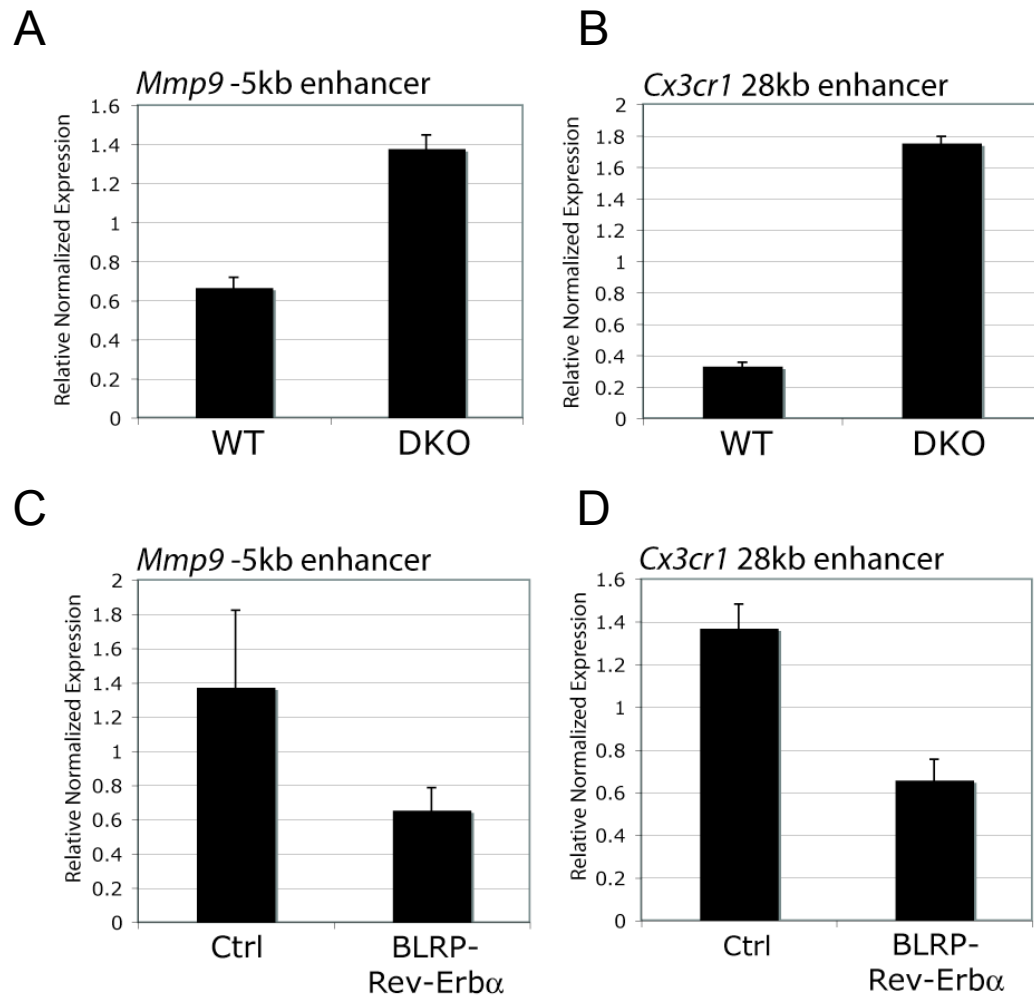 A
Mmp9 -5kb enhancer
Relative Normalized Expression
1.6
1.4
1.2
1
0.8
0.6
0.4
0.2
0
WT DKO
B
Cx3cr1 28kb enhancer
Relative Normalized Expression
2
1.8
1.6
1.4
1.2
1
0.8
0.6
0.4
0.2
0
WT DKO
C
Mmp9 -5kb enhancer
Relative Normalized Expression
2
1.8
1.6
1.4
1.2
1
0.8
0.6
0.4
0.2
0
Ctrl BLRP-
Rev-Erbα
D
Cx3cr1 28kb enhancer
Relative Normalized Expression
1.6
1.4
1.2
1
0.8
0.6
0.4
0.2
0
Ctrl BLRP-
Rev-Erbα